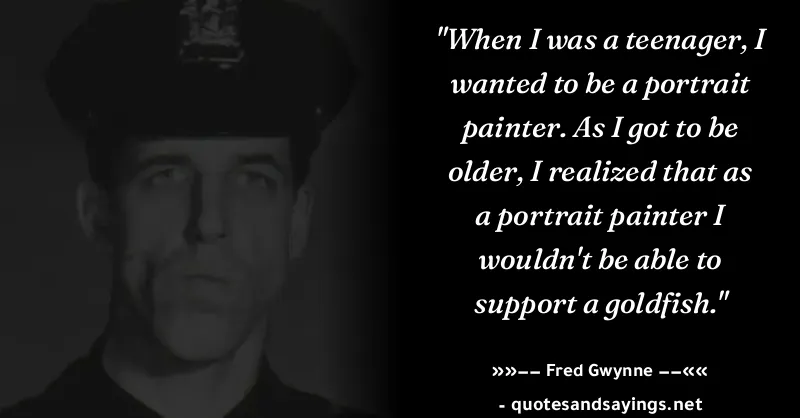 "When I was a teenager, I
wanted to be a portrait
painter. As I got to be
older, I realized that as
a portrait painter I
wouldn't be able to
support a goldfish."
»»–– Fred Gwynne ––««
- quotesandsayings.net